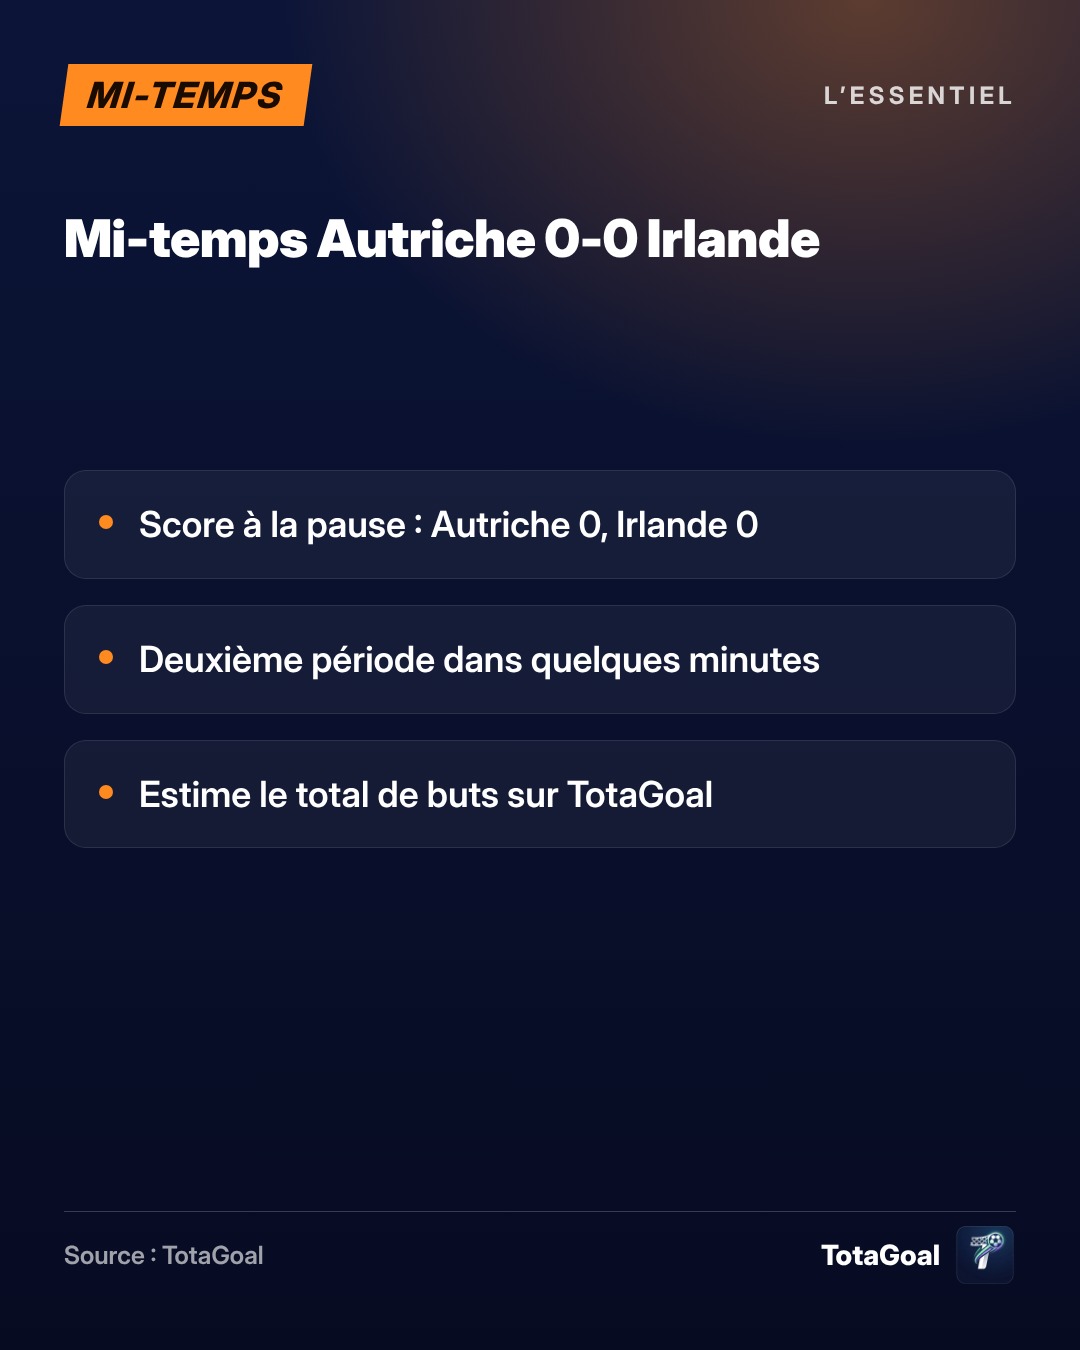 MI-TEMPS
L'ESSENTIEL
Mi-temps Autriche 0-0 Irlande
Score à la pause : Autriche 0, Irlande 0
Deuxième période dans quelques minutes
Estime le total de buts sur TotaGoal
Source : TotaGoal
TotaGoal